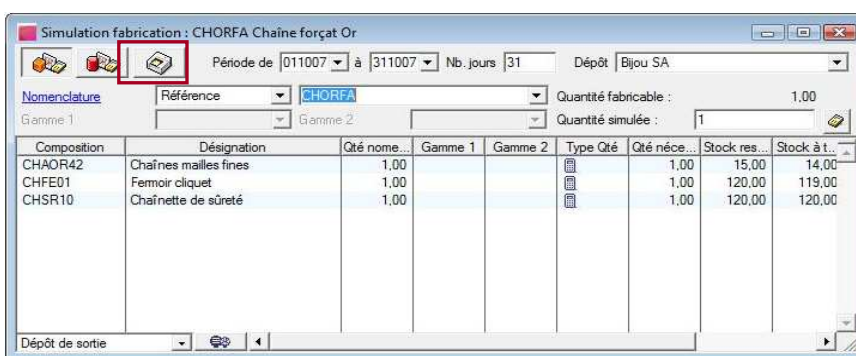 Simulation fabrication : CHORFA Chaîne forçat Or
Période de 011007 à 311007 Nb. jours 31 Dépôt Bijou SA
Nomenclature Référence CHORFA Quantité fabricable : 1,00
Gamme 1 Gamme 2 Quantité simulée : 1
Composition Désignation Qté nome... Gamme 1 Gamme 2 Type Qté Qté néce... Stock res... Stock à t...
CHAOR42 Chaînes mailles fines 1,00 1,00 15,00 14,00
CHFE01 Fermoir cliquet 1,00 1,00 120,00 119,00
CHSR10 Chaînette de sûreté 1,00 1,00 120,00 120,00
Dépôt de sortie